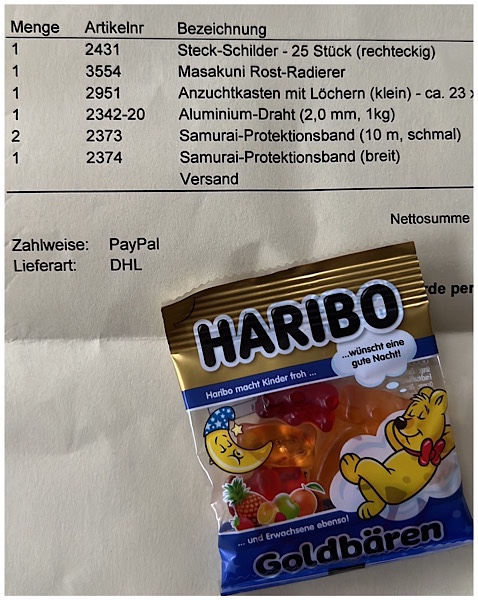 Menge Artikelnr Bezeichnung
1 2431 Steck-Schilder - 25 Stück (rechteckig)
1 3554 Masakuni Rost-Radierer
1 2951 Anzuchtkasten mit Löchern (klein) - ca. 23
1 2342-20 Aluminium-Draht (2,0 mm, 1kg)
2 2373 Samurai-Protektionsband (10 m, schmal)
1 2374 Samurai-Protektionsband (breit)
Versand
Nettosumme
Zahlweise: PayPal
Lieferart: DHL
HARIBO
...wünscht eine
gute Nacht!
Haribo macht Kinder froh ...
... und Erwachsene ebenso!
Goldbären